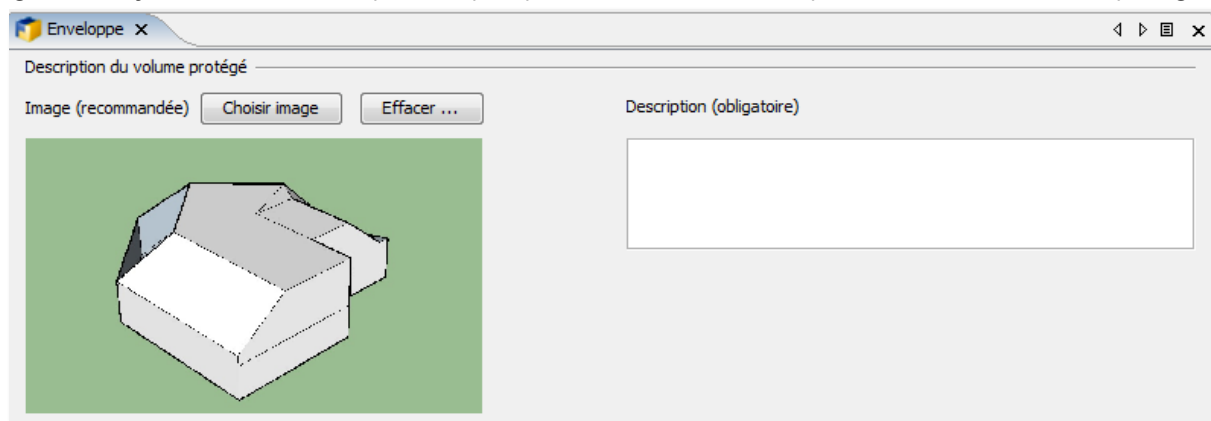 Enveloppe
Description du volume protégé
Image (recommandée) Choisir image Effacer ...
Description (obligatoire)